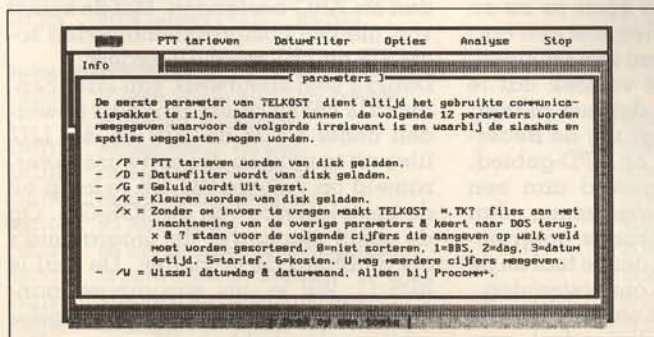 Help PTT tarieven Datumfilter Opties Analyse Stop
Info
[ parameters ]
De eerste parameter van TELKOST dient altijd het gebruikte communica-
tiepakket te zijn. Daarnaast kunnen de volgende 12 parameters worden
meegegeven waarvoor de volgorde irrelevant is en waarbij de slashes en
spaties weggelaten mogen worden.
- /P = PTT tarieven worden van disk geladen.
- /D = Datumfilter wordt van disk geladen.
- /G = Geluid wordt Uit gezet.
- /K = Kleuren worden van disk geladen.
- /x = Zonder om invoer te vragen maakt TELKOST *.TK? files aan met
inachtneming van de overige parameters & keert naar DOS terug.
x & ? staan voor de volgende cijfers die aangeven op welk veld
moet worden gesorteerd. 0=niet sorteren. 1=BBS, 2=dag, 3=datum
4=tijd, 5=tarief, 6=kosten. U mag meerdere cijfers meegeven.
- /W = Wissel datumdag & datummaand. Alleen bij Procomm+.
Druk op een toets